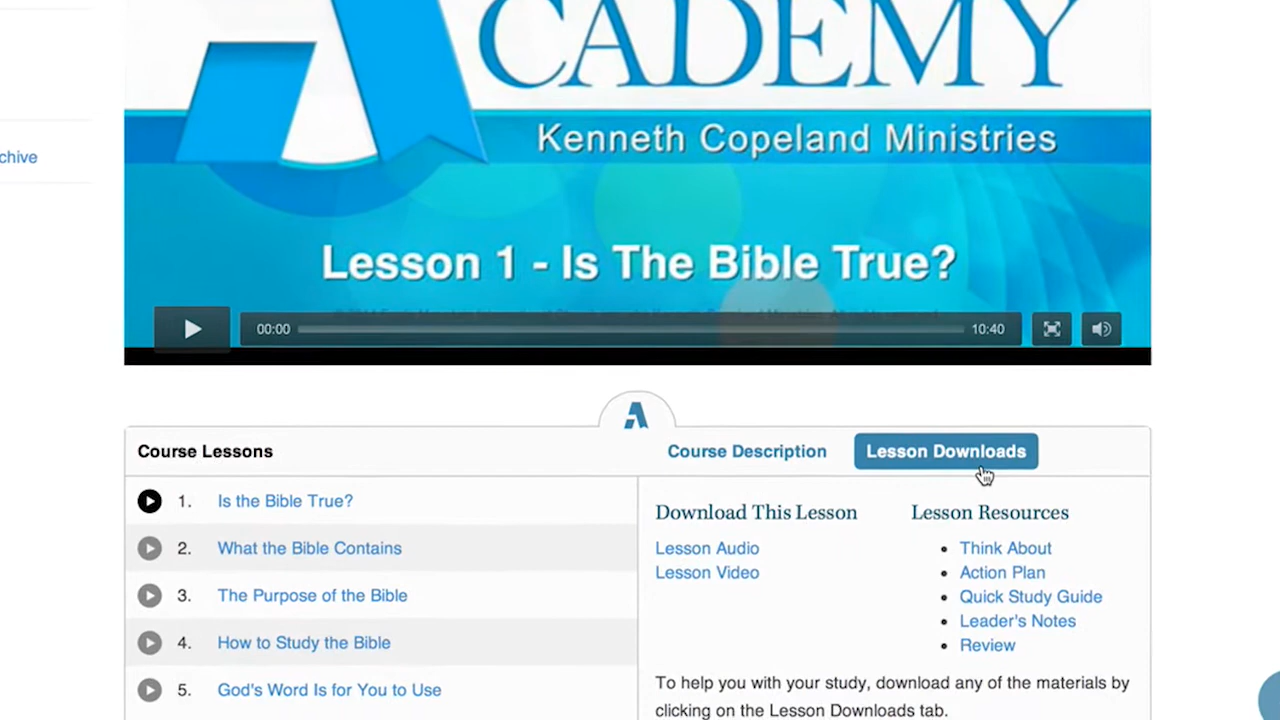 ACADEMY
Kenneth Copeland Ministries
chive
Lesson 1 - Is The Bible True?
00:00
10:40
Course Lessons
Course Description
Lesson Downloads
1. Is the Bible True?
2. What the Bible Contains
3. The Purpose of the Bible
4. How to Study the Bible
5. God's Word Is for You to Use
Download This Lesson
Lesson Audio
Lesson Video
Lesson Resources
• Think About
• Action Plan
• Quick Study Guide
• Leader's Notes
• Review
To help you with your study, download any of the materials by
clicking on the Lesson Downloads tab.